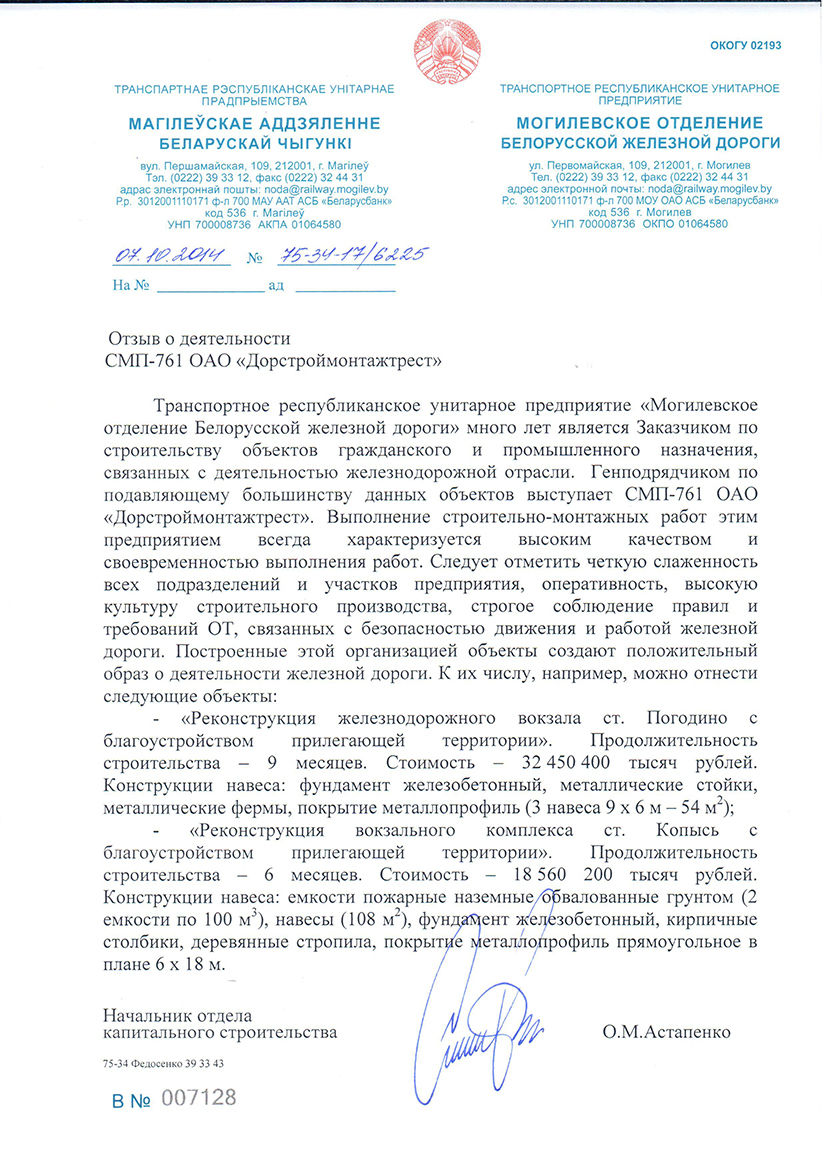 ОКОГУ 02193
ТРАНСПАРТНАЕ РЭСПУБЛІКАНСКАЕ УНІТАРНАЕ
ПРАДПРЫЕМСТВА
МАГІЛЕЎСКАЕ АДДЗЯЛЕННЕ
БЕЛАРУСКАЙ ЧЫГУНКІ
вул. Першамайская, 109, 212001, г. Магілеў
Тэл. (0222) 39 33 12, факс (0222) 32 44 31
адрас электроннай пошты: noda@railway.mogilev.by
Р.р. 3012001110171 ф-л 700 МАУ ААТ АСБ «Беларусбанк»
код 536 г. Магілеў
УНП 700008736 АКПА 01064580
ТРАНСПОРТНОЕ РЕСПУБЛИКАНСКОЕ УНИТАРНОЕ
ПРЕДПРИЯТИЕ
МОГИЛЕВСКОЕ ОТДЕЛЕНИЕ
БЕЛОРУССКОЙ ЖЕЛЕЗНОЙ ДОРОГИ
ул. Первомайская, 109, 212001, г. Могилев
Тел. (0222) 39 33 12, факс (0222) 32 44 31
адрес электронной почты: noda@railway.mogilev.by
Р.с. 3012001110171 ф-л 700 МОУ ОАО АСБ «Беларусбанк»
код 536 г. Могилев
УНП 700008736 ОКПО 01064580
07.10.2014 № 75-34-17/6225
На № ад
Отзыв о деятельности
СМП-761 ОАО «Дорстроймонтажтрест»
Транспортное республиканское унитарное предприятие «Могилевское
отделение Белорусской железной дороги» много лет является Заказчиком по
строительству объектов гражданского и промышленного назначения,
связанных с деятельностью железнодорожной отрасли. Генподрядчиком по
подавляющему большинству данных объектов выступает СМП-761 ОАО
«Дорстроймонтажтрест». Выполнение строительно-монтажных работ этим
предприятием всегда характеризуется высоким качеством и
своевременностью выполнения работ. Следует отметить четкую слаженность
всех подразделений и участков предприятия, оперативность, высокую
культуру строительного производства, строгое соблюдение правил и
требований ОТ, связанных с безопасностью движения и работой железной
дороги. Построенные этой организацией объекты создают положительный
образ о деятельности железной дороги. К их числу, например, можно отнести
следующие объекты:
- «Реконструкция железнодорожного вокзала ст. Погодино с
благоустройством прилегающей территории». Продолжительность
строительства – 9 месяцев. Стоимость – 32 450 400 тысяч рублей.
Конструкции навеса: фундамент железобетонный, металлические стойки,
металлические фермы, покрытие металлопрофиль (3 навеса 9 х 6 м – 54 м²);
- «Реконструкция вокзального комплекса ст. Копысь с
благоустройством прилегающей территории». Продолжительность
строительства – 6 месяцев. Стоимость – 18 560 200 тысяч рублей.
Конструкции навеса: емкости пожарные наземные обвалованные грунтом (2
емкости по 100 м³), навесы (108 м²), фундамент железобетонный, кирпичные
столбики, деревянные стропила, покрытие металлопрофиль прямоугольное в
плане 6 х 18 м.
Начальник отдела
капитального строительства О.М.Астапенко
75-34 Федосенко 39 33 43
В № 007128